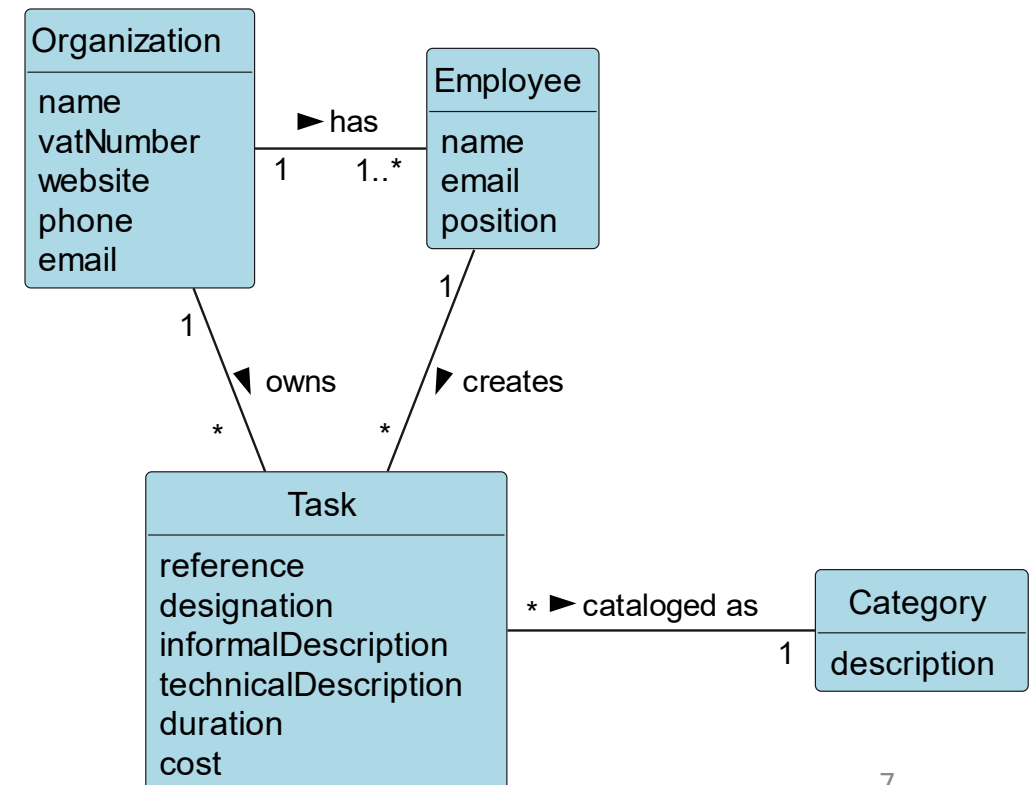 Organization
name
vatNumber
website
phone
email
has
1
1..*
Employee
name
email
position
1
owns
*
1
creates
*
Task
reference
designation
informalDescription
technicalDescription
duration
cost
* cataloged as
1
Category
description
7